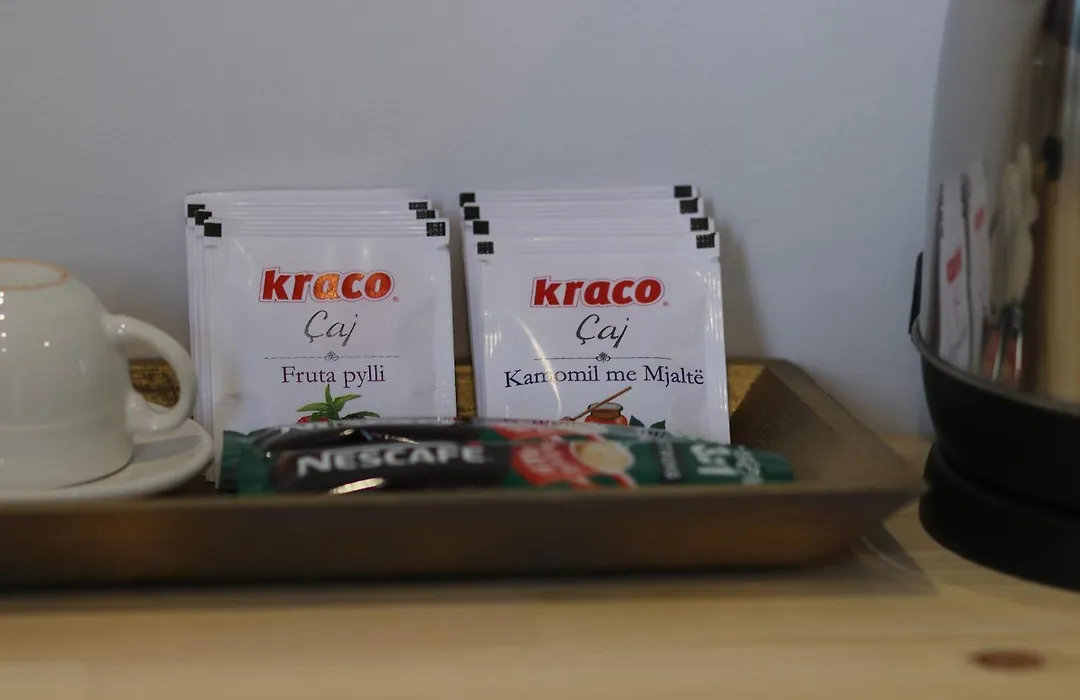 kraco
Çaj
Fruta pylli
kraco
Çaj
Kamomil me Mjaltë
NESCAFÉ